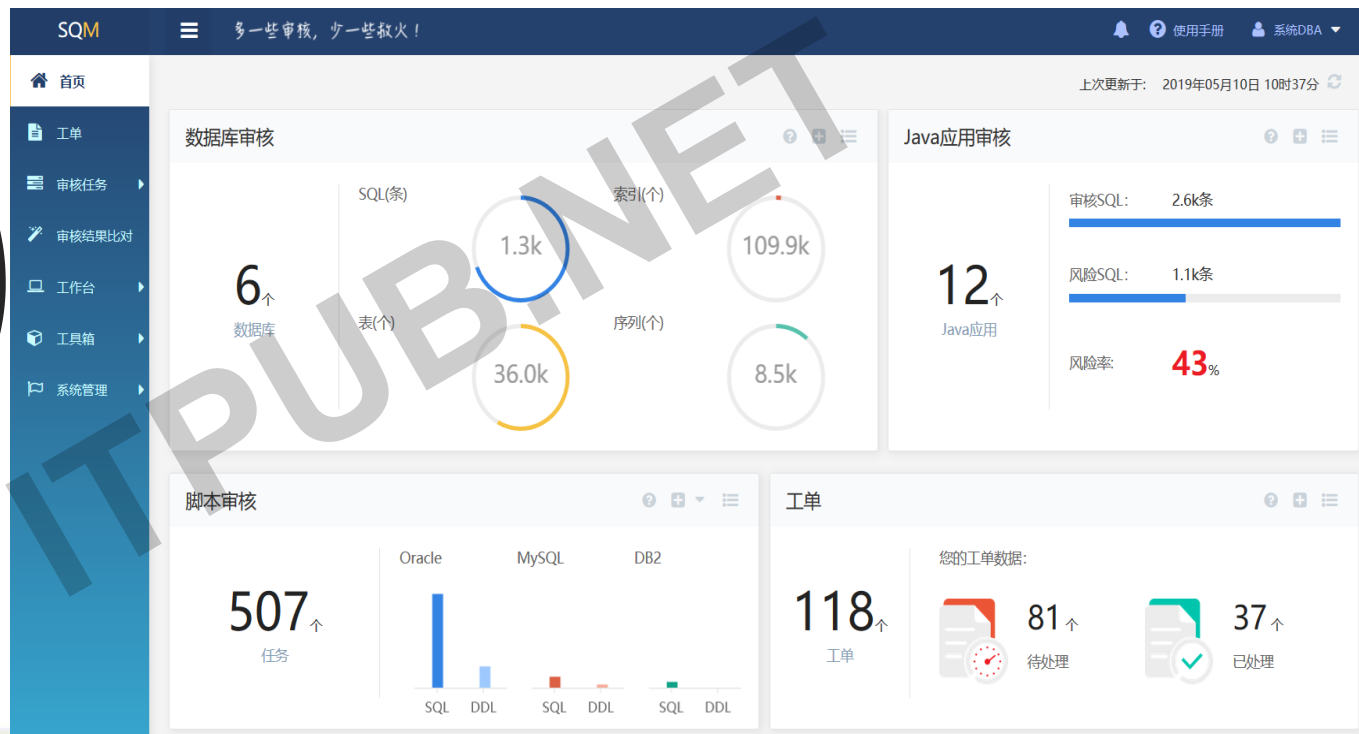 SQM
多一些审核，少一些救火！
使用手册
系统DBA
首页
工单
审核任务
审核结果比对
工作台
工具箱
系统管理
上次更新于： 2019年05月10日 10时37分
数据库审核
6个
数据库
SQL(条)
1.3k
索引(个)
109.9k
表(个)
36.0k
序列(个)
8.5k
Java应用审核
12个
Java应用
审核SQL： 2.6k条
风险SQL： 1.1k条
风险率: 43%
脚本审核
507个
任务
Oracle MySQL DB2
SQL DDL SQL DDL SQL DDL
工单
118个
工单
您的工单数据：
81个
待处理
37个
已处理
ITPUB.NET